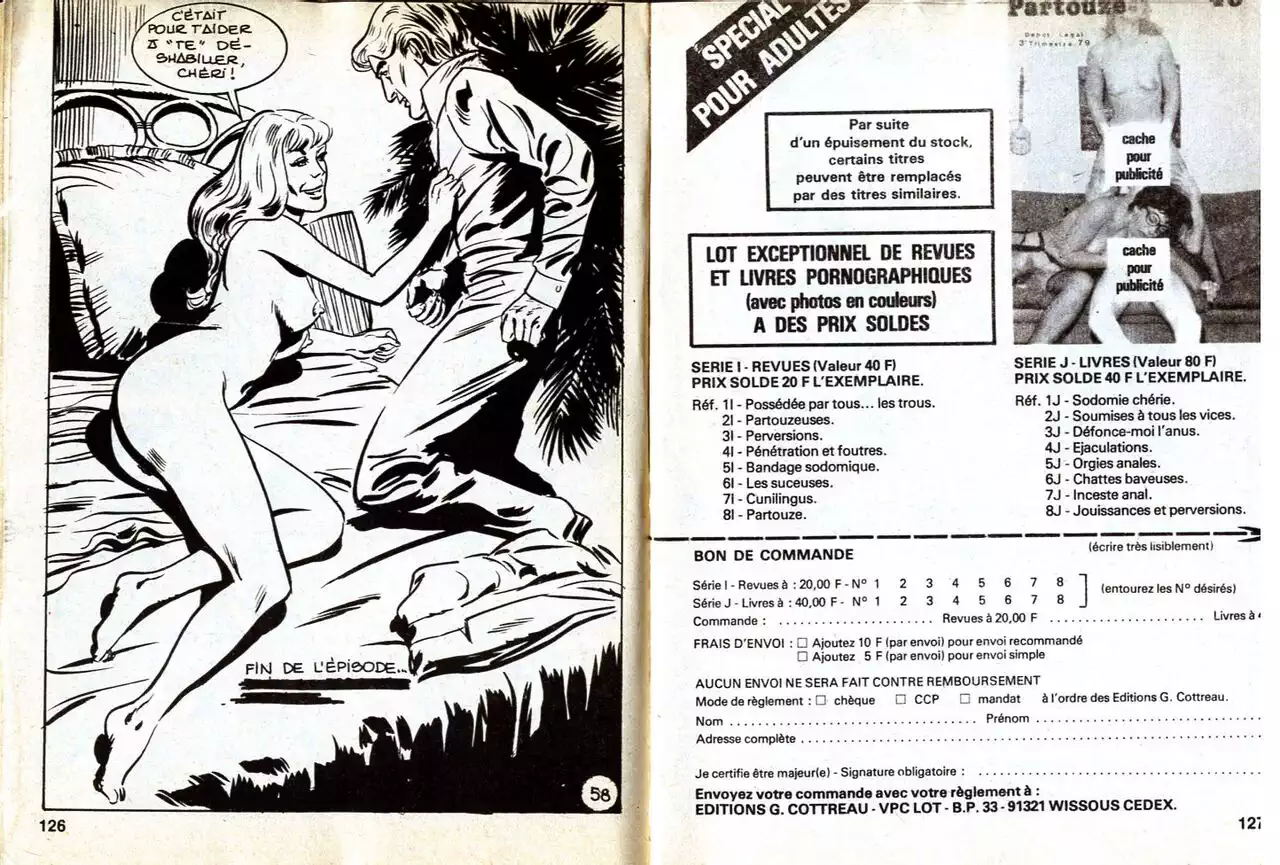 C'ÉTAIT
POUR T'AIDER
À "TE" DÉ-
SHABILLER,
CHÉRI !
FIN DE L'ÉPISODE...
58
126
SPECIAL
POUR ADULTES
Partouze
Dépot Légal
3e Trimestre 79
cache
pour
publicité
cache
pour
publicité
Par suite
d'un épuisement du stock,
certains titres
peuvent être remplacés
par des titres similaires.
LOT EXCEPTIONNEL DE REVUES
ET LIVRES PORNOGRAPHIQUES
(avec photos en couleurs)
A DES PRIX SOLDES
SERIE I - REVUES (Valeur 40 F)
PRIX SOLDE 20 F L'EXEMPLAIRE.
Réf. 1I - Possédée par tous... les trous.
2I - Partouzeuses.
3I - Perversions.
4I - Pénétration et foutres.
5I - Bandage sodomique.
6I - Les suceuses.
7I - Cunilingus.
8I - Partouze.
SERIE J - LIVRES (Valeur 80 F)
PRIX SOLDE 40 F L'EXEMPLAIRE.
Réf. 1J - Sodomie chérie.
2J - Soumises à tous les vices.
3J - Défonce-moi l'anus.
4J - Ejaculations.
5J - Orgies anales.
6J - Chattes baveuses.
7J - Inceste anal.
8J - Jouissances et perversions.
BON DE COMMANDE (écrire très lisiblement)
Série I - Revues à : 20,00 F - N° 1 2 3 4 5 6 7 8
Série J - Livres à : 40,00 F - N° 1 2 3 4 5 6 7 8
(entourez les N° désirés)
Commande : ...................... Revues à 20,00 F ...................... Livres à
FRAIS D'ENVOI : ☐ Ajoutez 10 F (par envoi) pour envoi recommandé
☐ Ajoutez 5 F (par envoi) pour envoi simple
AUCUN ENVOI NE SERA FAIT CONTRE REMBOURSEMENT
Mode de règlement : ☐ chèque ☐ CCP ☐ mandat à l'ordre des Editions G. Cottreau.
Nom .................................. Prénom ..................................
Adresse complète ..................................
Je certifie être majeur(e) - Signature obligatoire : ..................................
Envoyez votre commande avec votre règlement à :
EDITIONS G. COTTREAU - VPC LOT - B.P. 33 - 91321 WISSOUS CEDEX.
127